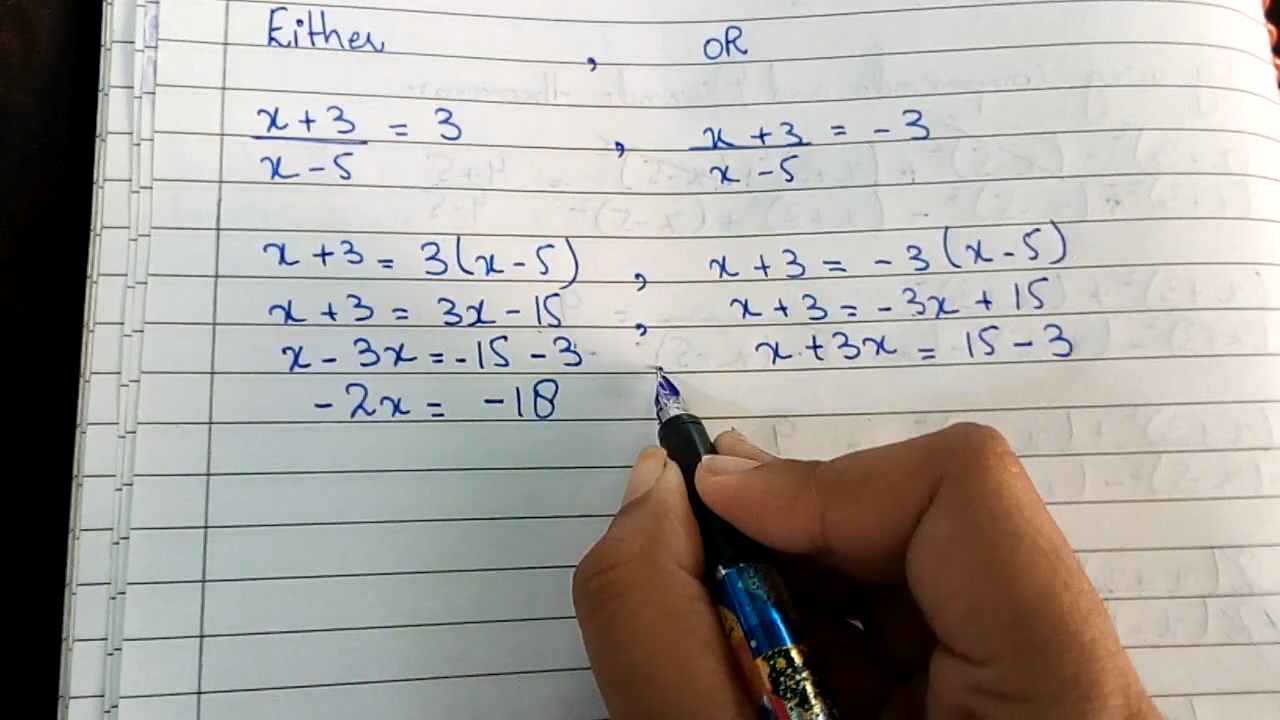 Either , OR
x + 3 / x - 5 = 3 , x + 3 / x - 5 = - 3
x + 3 = 3(x - 5) , x + 3 = - 3(x - 5)
x + 3 = 3x - 15 , x + 3 = - 3x + 15
x - 3x = -15 - 3 x + 3x = 15 - 3
- 2x = - 18